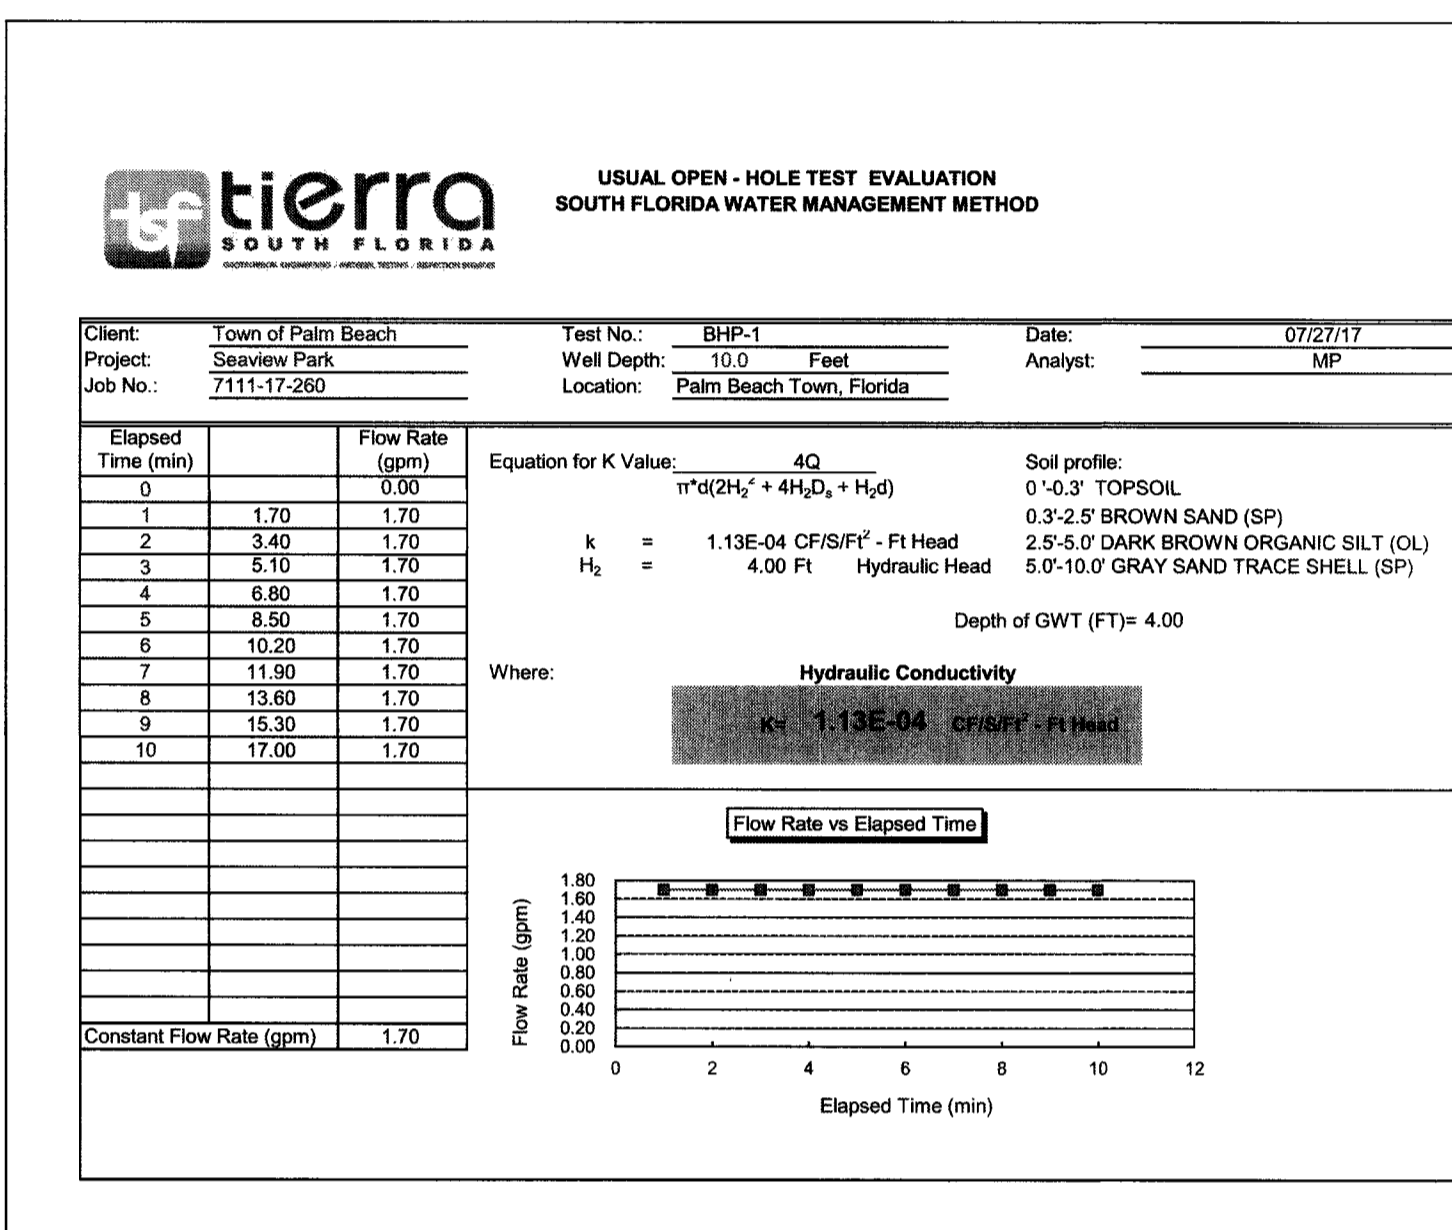 tsf tierra
SOUTH FLORIDA
USUAL OPEN - HOLE TEST EVALUATION
SOUTH FLORIDA WATER MANAGEMENT METHOD
Client: Town of Palm Beach Test No.: BHP-1 Date: 07/27/17
Project: Seaview Park Well Depth: 10.0 Feet Analyst: MP
Job No.: 7111-17-260 Location: Palm Beach Town, Florida
Elapsed Time (min) Flow Rate (gpm)
0 0.00
1 1.70 1.70
2 3.40 1.70
3 5.10 1.70
4 6.80 1.70
5 8.50 1.70
6 10.20 1.70
7 11.90 1.70
8 13.60 1.70
9 15.30 1.70
10 17.00 1.70
Constant Flow Rate (gpm) 1.70
Equation for K Value: 4Q
π*d(2H₂² + 4H₂Dₛ + H₂d)
k = 1.13E-04 CF/S/Ft² - Ft Head
H₂ = 4.00 Ft Hydraulic Head
Soil profile:
0 '-0.3' TOPSOIL
0.3'-2.5' BROWN SAND (SP)
2.5'-5.0' DARK BROWN ORGANIC SILT (OL)
5.0'-10.0' GRAY SAND TRACE SHELL (SP)
Depth of GWT (FT)= 4.00
Where: Hydraulic Conductivity
K= 1.13E-04 CF/S/Ft² - Ft Head
Flow Rate vs Elapsed Time
Flow Rate (gpm)
1.80
1.60
1.40
1.20
1.00
0.80
0.60
0.40
0.20
0.00
0 2 4 6 8 10 12
Elapsed Time (min)